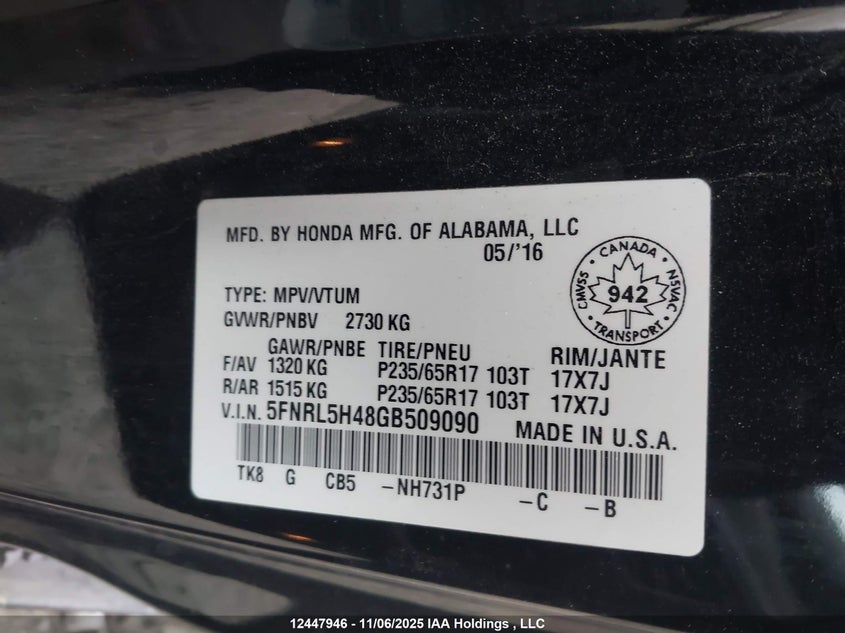 MFD. BY HONDA MFG. OF ALABAMA, LLC
05/'16
TYPE: MPV/VTUM
GVWR/PNBV 2730 KG
GAWR/PNBE TIRE/PNEU RIM/JANTE
F/AV 1320 KG P235/65R17 103T 17X7J
R/AR 1515 KG P235/65R17 103T 17X7J
V.I.N. 5FNRL5H48GB509090 MADE IN U.S.A.
TK8 G CB5 -NH731P -C -B
CANADA
CMVSS 942 NSVAC
TRANSPORT
12447946 - 11/06/2025 IAA Holdings , LLC